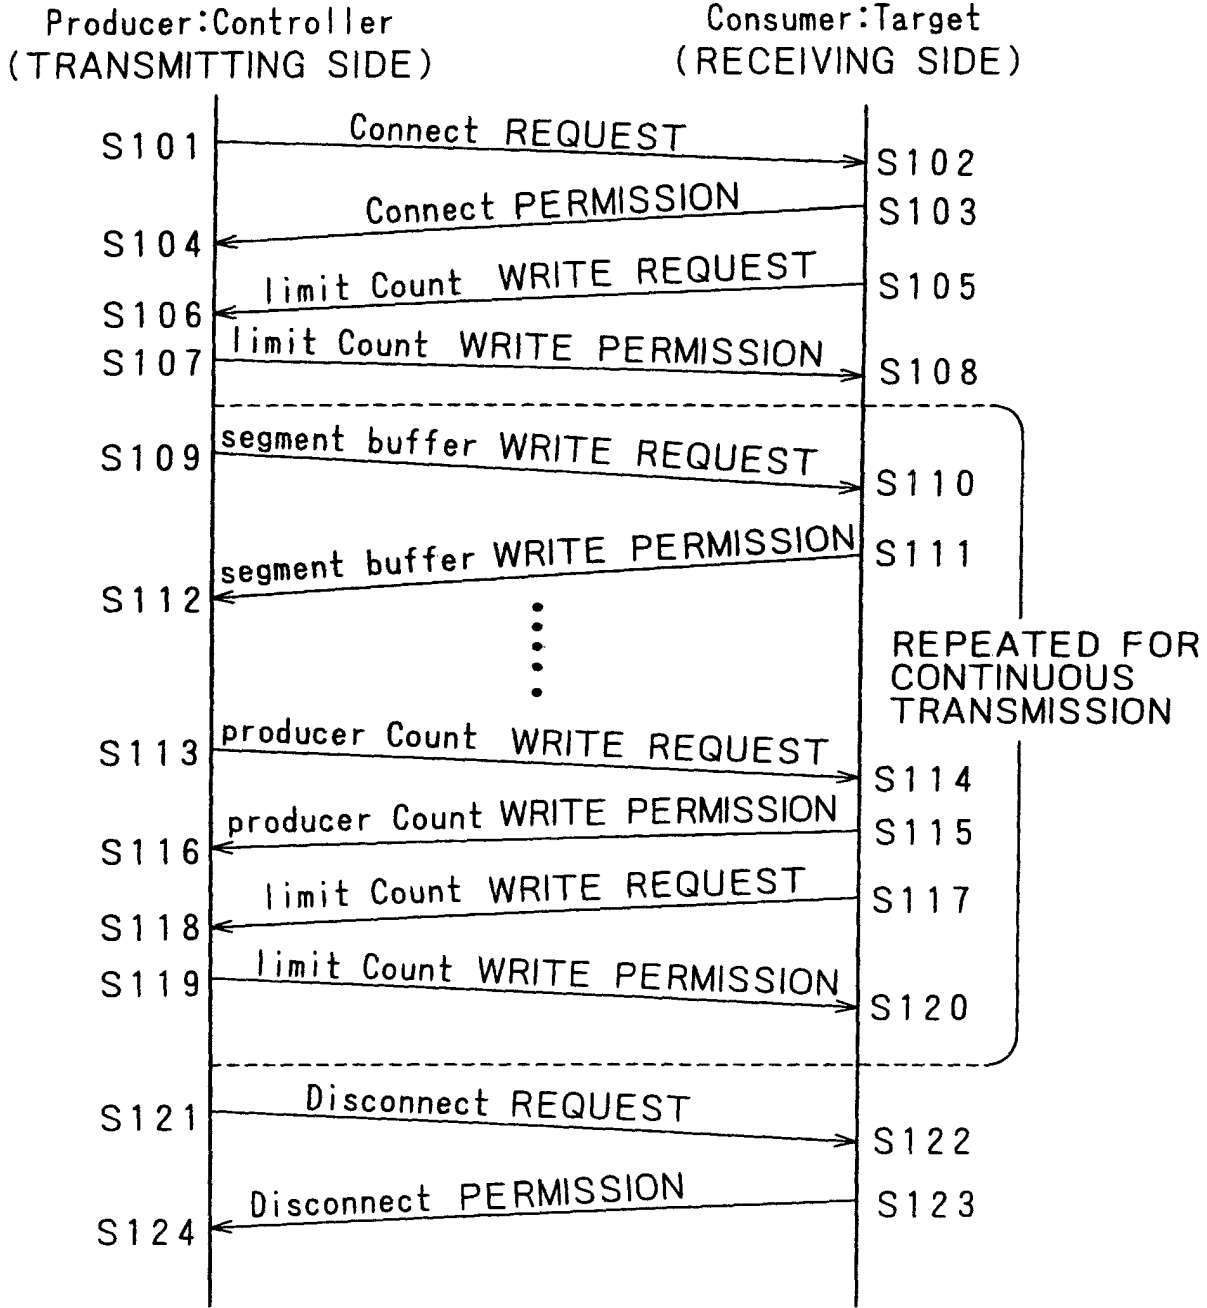 Producer:Controller
(TRANSMITTING SIDE)
Consumer:Target
(RECEIVING SIDE)
S101
Connect REQUEST
S102
Connect PERMISSION
S103
S104
limit Count WRITE REQUEST
S105
S106
limit Count WRITE PERMISSION
S107
S108
segment buffer WRITE REQUEST
S109
S110
segment buffer WRITE PERMISSION
S111
S112
REPEATED FOR
CONTINUOUS
TRANSMISSION
producer Count WRITE REQUEST
S113
S114
producer Count WRITE PERMISSION
S115
S116
limit Count WRITE REQUEST
S117
S118
limit Count WRITE PERMISSION
S119
S120
Disconnect REQUEST
S121
S122
Disconnect PERMISSION
S123
S124